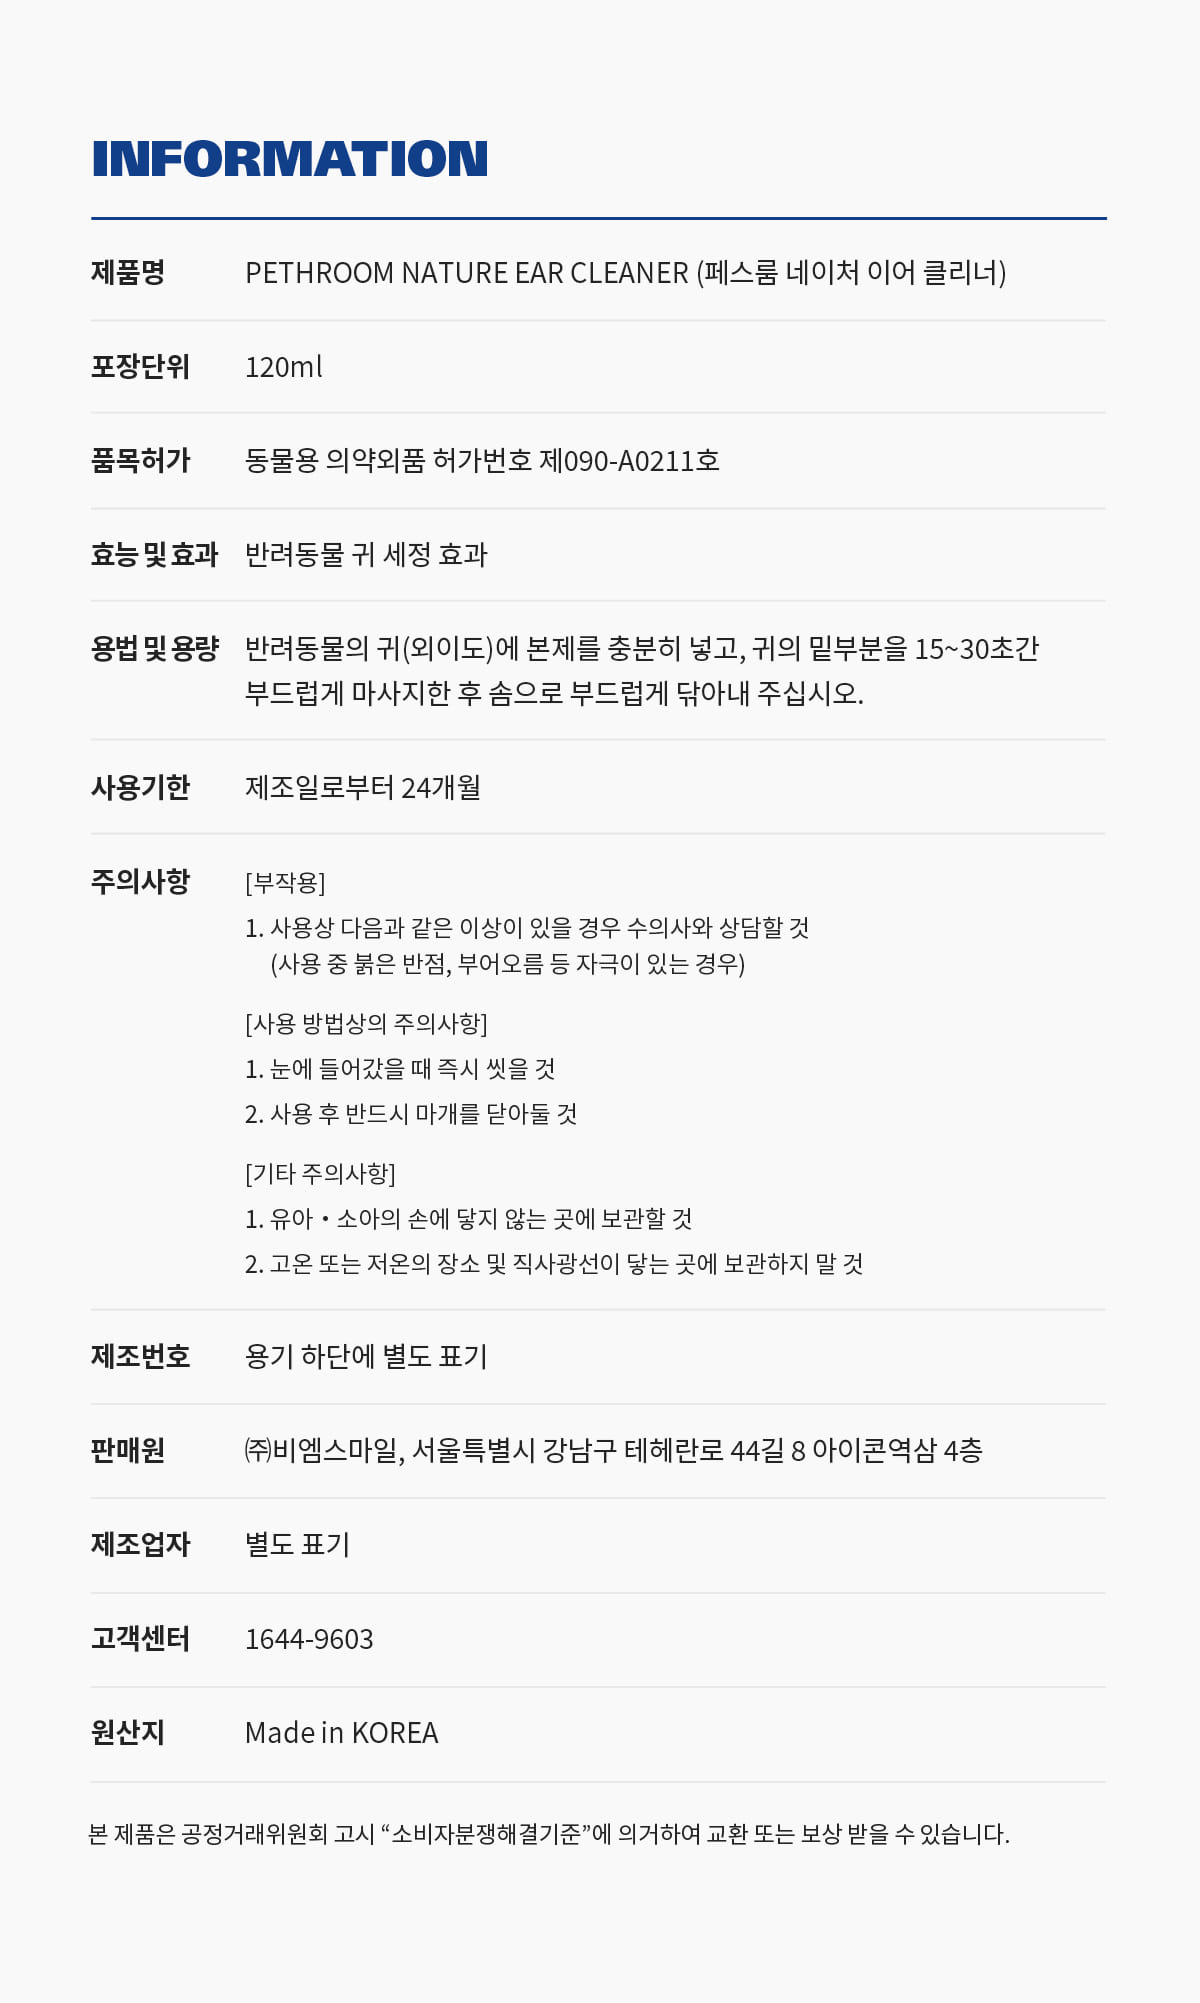 INFORMATION
제품명 PETHROOM NATURE EAR CLEANER (페스룸 네이처 이어 클리너)
포장단위 120ml
품목허가 동물용 의약외품 허가번호 제090-A0211호
효능 및 효과 반려동물 귀 세정 효과
용법 및 용량 반려동물의 귀(외이도)에 본제를 충분히 넣고, 귀의 밑부분을 15~30초간
부드럽게 마사지한 후 솜으로 부드럽게 닦아내 주십시오.
사용기한 제조일로부터 24개월
주의사항 [부작용]
1. 사용상 다음과 같은 이상이 있을 경우 수의사와 상담할 것
(사용 중 붉은 반점, 부어오름 등 자극이 있는 경우)
[사용 방법상의 주의사항]
1. 눈에 들어갔을 때 즉시 씻을 것
2. 사용 후 반드시 마개를 닫아둘 것
[기타 주의사항]
1. 유아・소아의 손에 닿지 않는 곳에 보관할 것
2. 고온 또는 저온의 장소 및 직사광선이 닿는 곳에 보관하지 말 것
제조번호 용기 하단에 별도 표기
판매원 ㈜비엠스마일, 서울특별시 강남구 테헤란로 44길 8 아이콘역삼 4층
제조업자 별도 표기
고객센터 1644-9603
원산지 Made in KOREA
본 제품은 공정거래위원회 고시 “소비자분쟁해결기준”에 의거하여 교환 또는 보상 받을 수 있습니다.